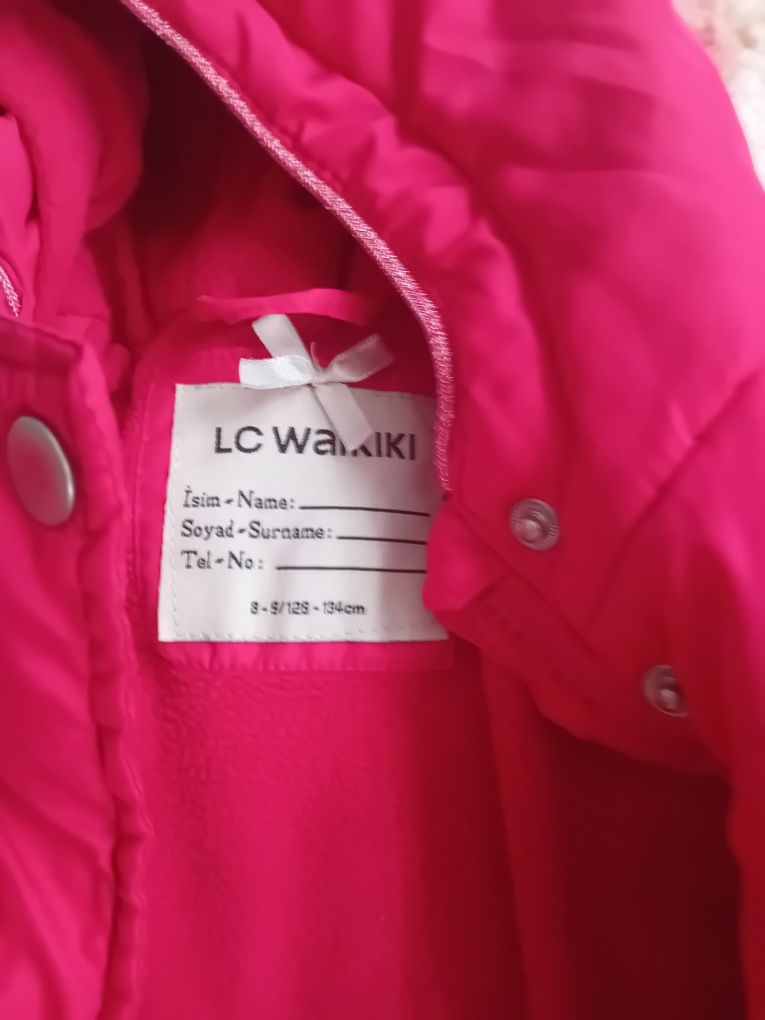 LC Waikiki
İsim-Name:
Soyad-Surname:
Tel-No:
8-9/128-134cm